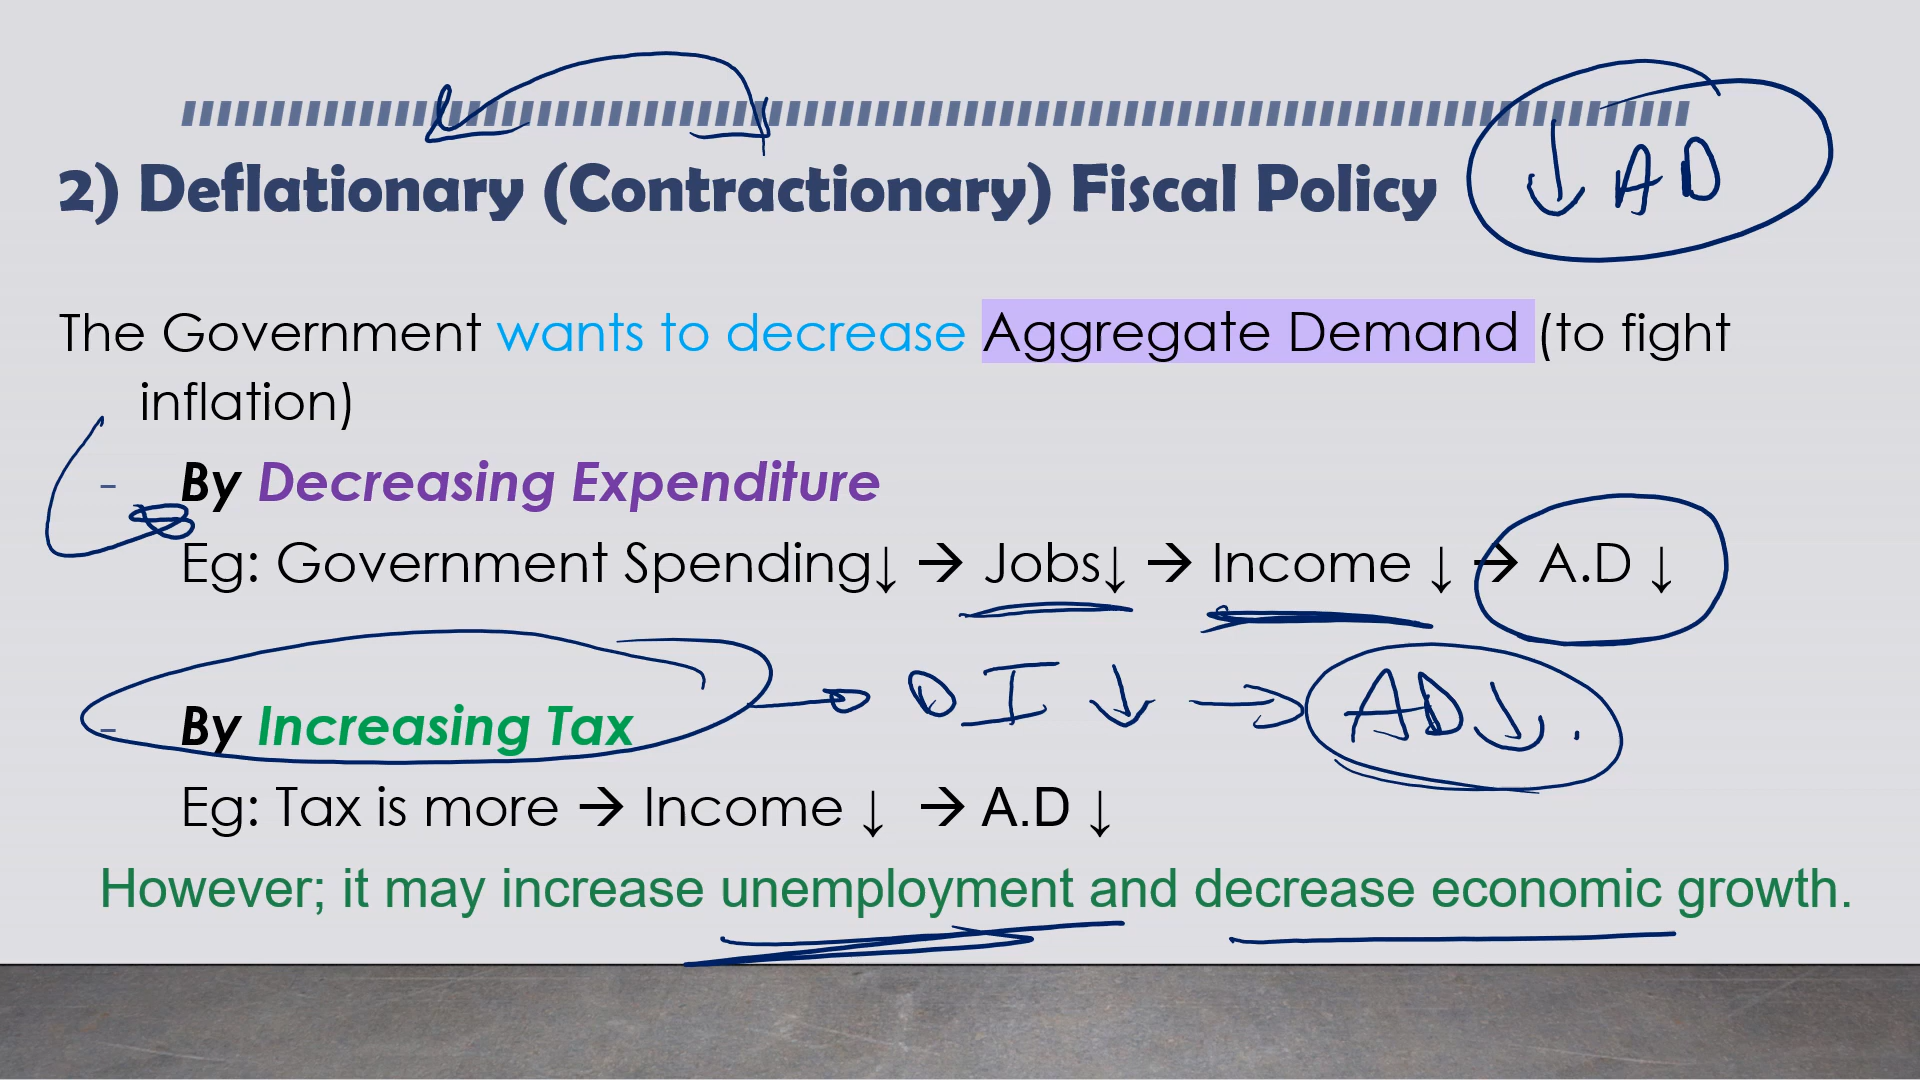 2) Deflationary (Contractionary) Fiscal Policy ↓ AD
The Government wants to decrease Aggregate Demand (to fight
inflation)
- By Decreasing Expenditure
Eg: Government Spending↓ → Jobs↓ → Income ↓ → A.D ↓
- By Increasing Tax → DI ↓ → AD↓.
Eg: Tax is more → Income ↓ → A.D ↓
However; it may increase unemployment and decrease economic growth.